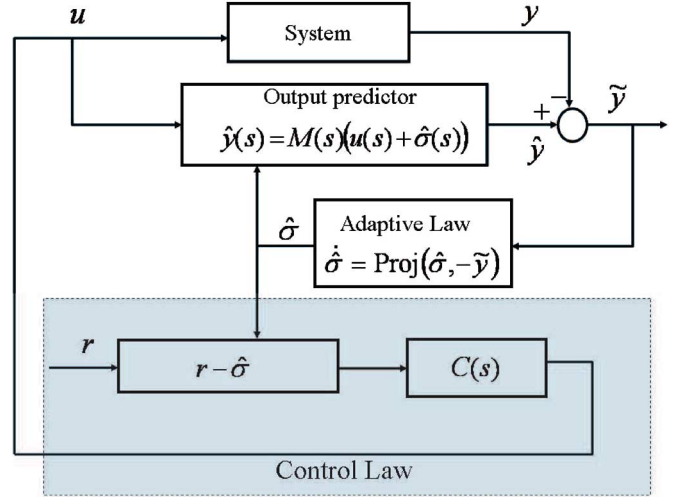 u
System
y
Output predictor
ŷ(s) = M(s)(u(s) + σ̂(s))
+
−
ỹ
ŷ
σ̂
Adaptive Law
σ̂̇ = Proj(σ̂, −ỹ)
r
r − σ̂
C(s)
Control Law